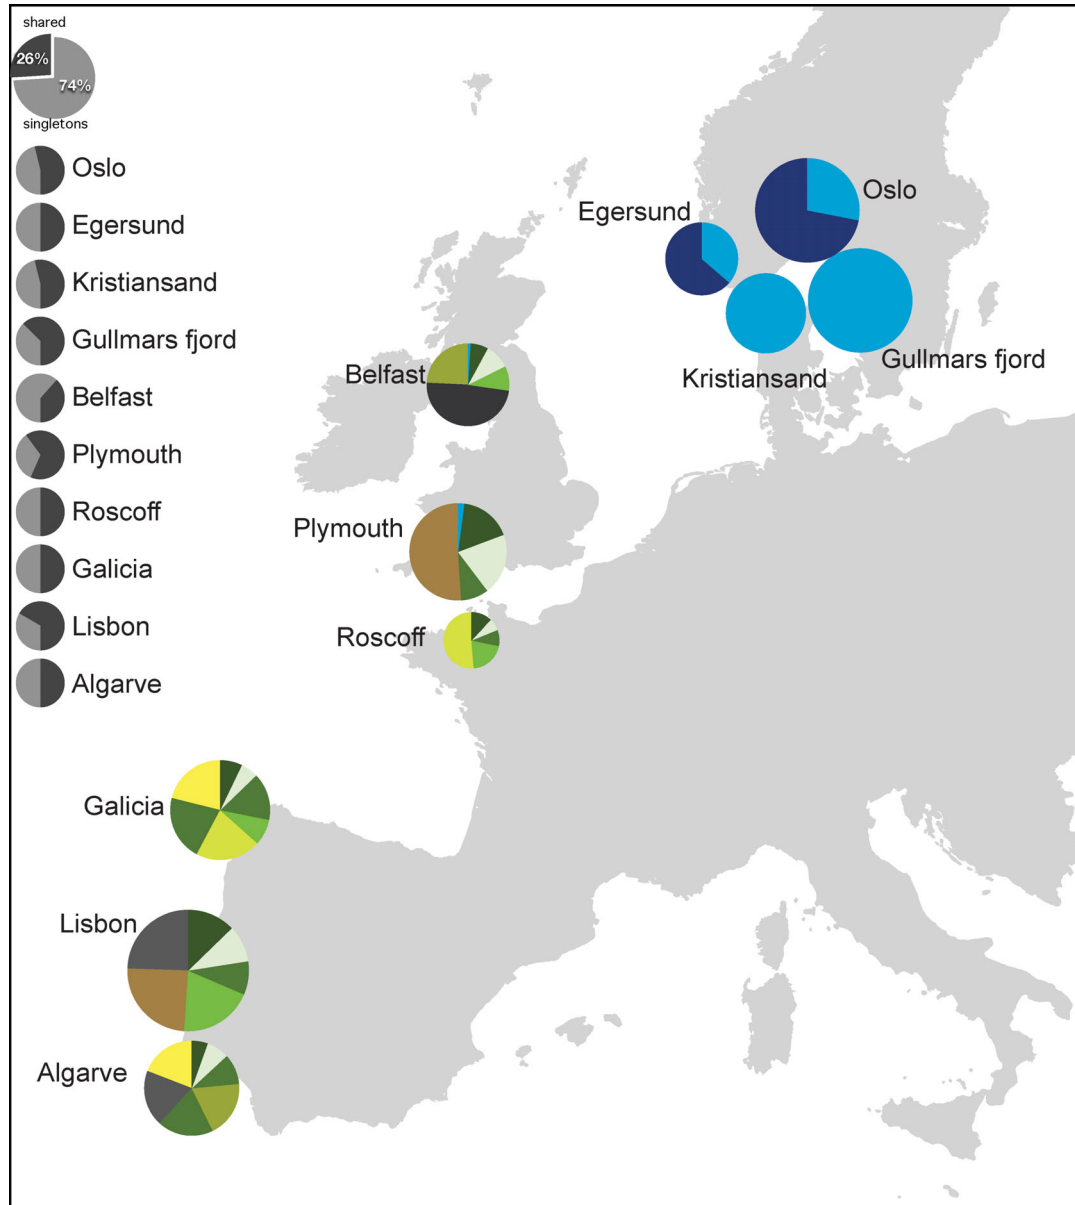 shared
26%
74%
singletons
Oslo
Egersund
Kristiansand
Gullmars fjord
Belfast
Plymouth
Roscoff
Galicia
Lisbon
Algarve
Egersund
Oslo
Kristiansand
Gullmars fjord
Belfast
Plymouth
Roscoff
Galicia
Lisbon
Algarve